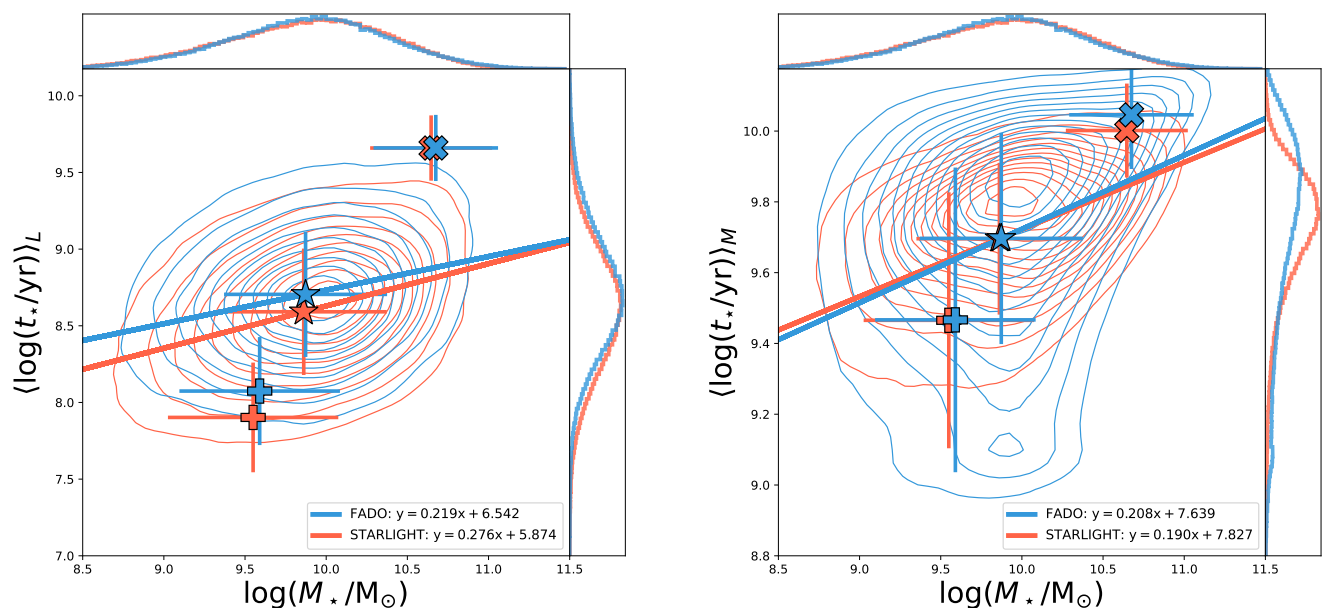 10.0
9.5
9.0
8.5
8.0
7.5
7.0
⟨log(t⋆/yr)⟩L
8.5 9.0 9.5 10.0 10.5 11.0 11.5
log(M⋆/M⊙)
FADO: y = 0.219x + 6.542
STARLIGHT: y = 0.276x + 5.874
10.0
9.8
9.6
9.4
9.2
9.0
8.8
⟨log(t⋆/yr)⟩M
8.5 9.0 9.5 10.0 10.5 11.0 11.5
log(M⋆/M⊙)
FADO: y = 0.208x + 7.639
STARLIGHT: y = 0.190x + 7.827